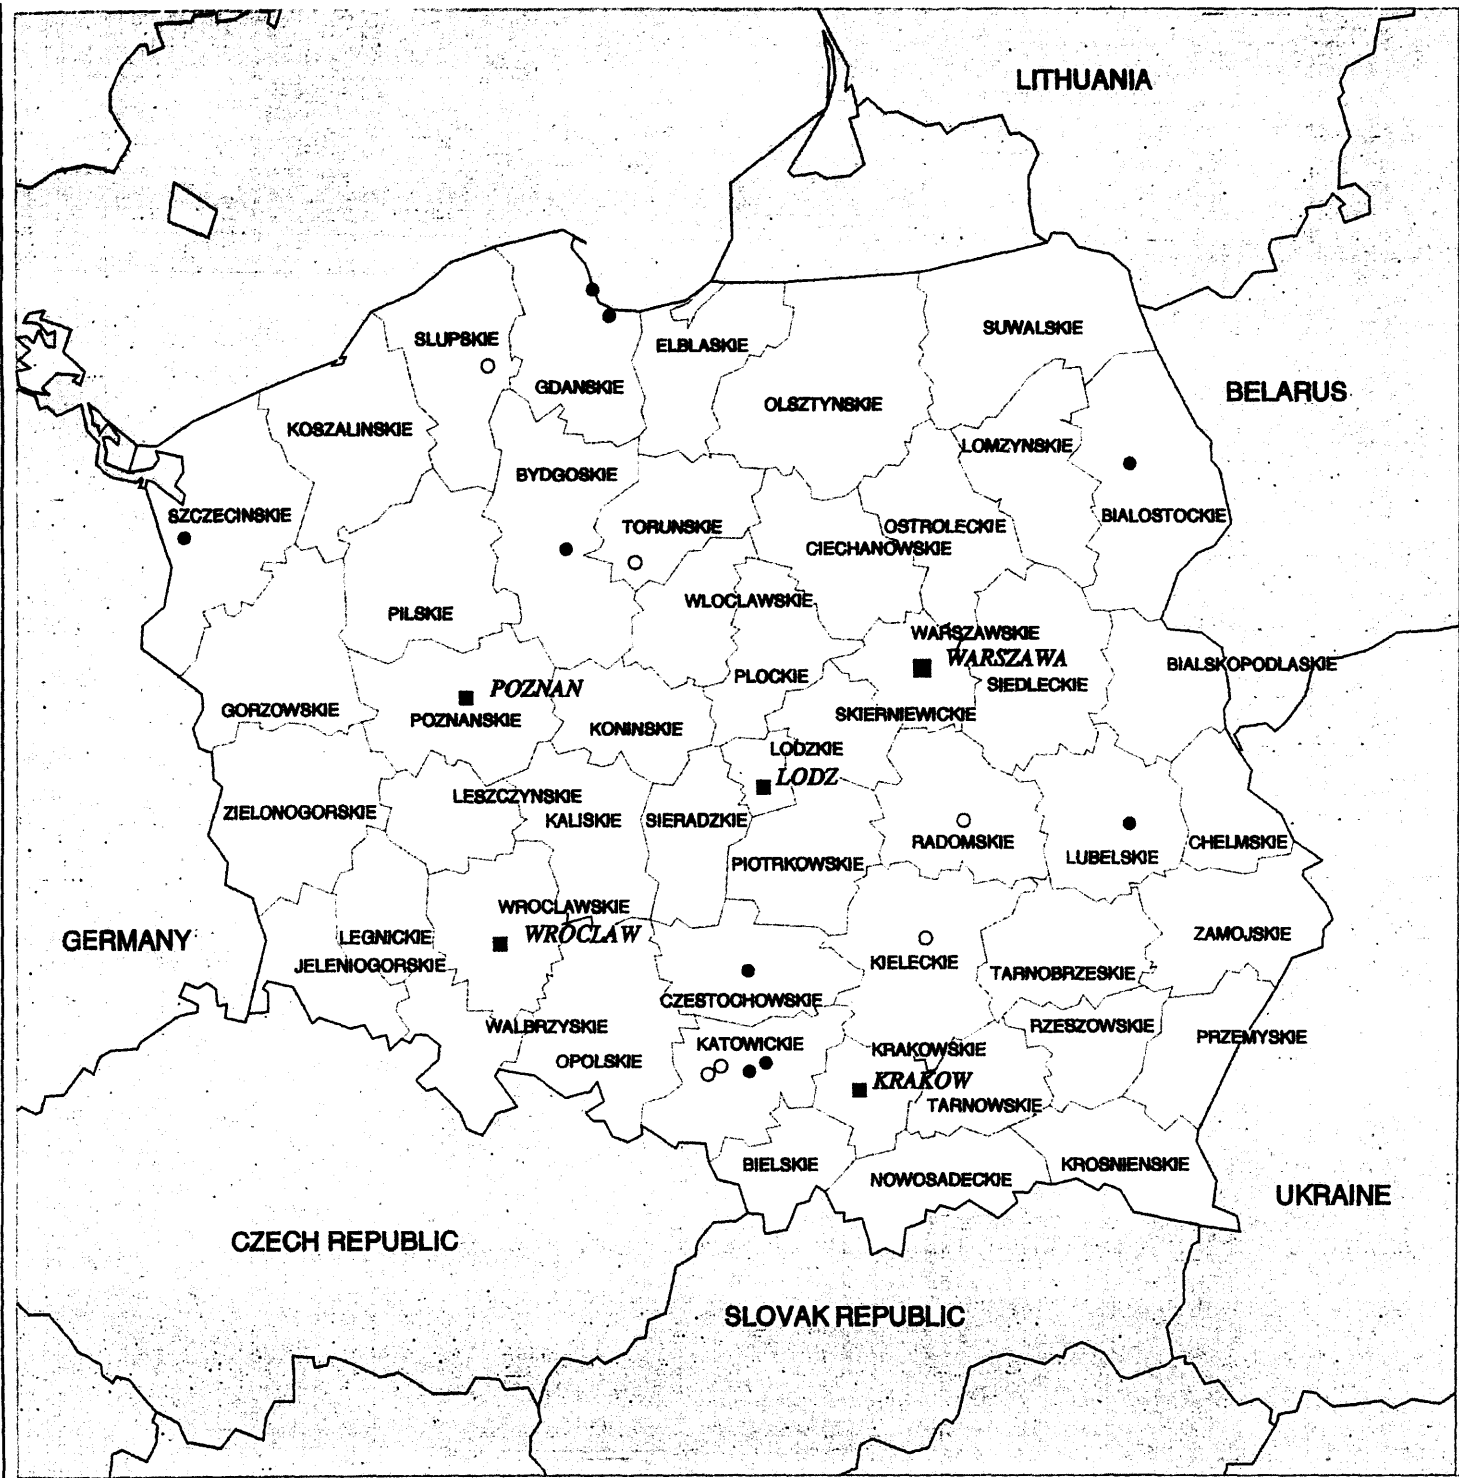 LITHUANIA
SUWALSKIE
SLUPSKIE
ELBLASKIE
GDANSKIE
BELARUS
OLSZTYNSKIE
KOSZALINSKIE
LOMZYNSKIE
BYDGOSKIE
SZCZECINSKIE
BIALOSTOCKIE
TORUNSKIE
OSTROLECKIE
CIECHANOWSKIE
WLOCLAWSKIE
PILSKIE
WARSZAWSKIE
WARSZAWA
BIALSKOPODLASKIE
PLOCKIE
SIEDLECKIE
POZNAN
GORZOWSKIE
POZNANSKIE
SKIERNIEWICKIE
KONINSKIE
LODZKIE
LODZ
LESZCZYNSKIE
ZIELONOGORSKIE
KALISKIE
SIERADZKIE
RADOMSKIE
CHELMSKIE
LUBELSKIE
PIOTRKOWSKIE
WROCLAWSKIE
WROCLAW
GERMANY
LEGNICKIE
ZAMOJSKIE
JELENIOGORSKIE
KIELECKIE
TARNOBRZESKIE
CZESTOCHOWSKIE
WALBRZYSKIE
RZESZOWSKIE
PRZEMYSKIE
KATOWICKIE
KRAKOWSKIE
OPOLSKIE
KRAKOW
TARNOWSKIE
BIELSKIE
KROSNIENSKIE
NOWOSADECKIE
UKRAINE
CZECH REPUBLIC
SLOVAK REPUBLIC